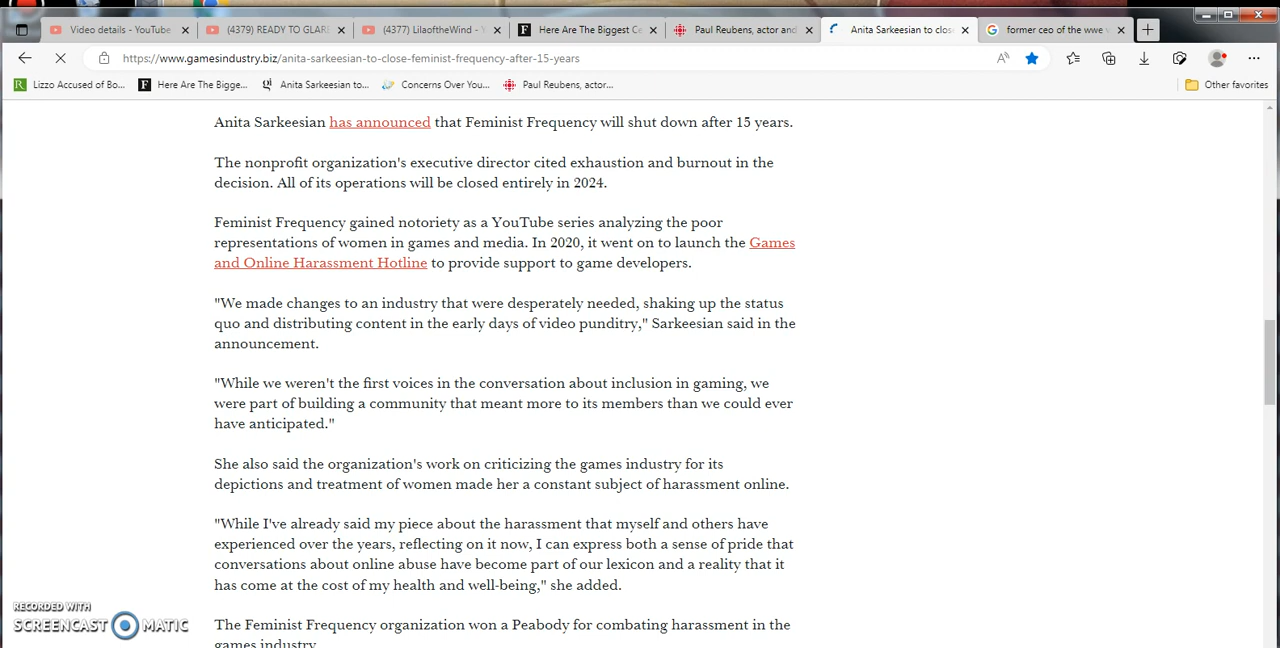 Video details - YouTube
(4379) READY TO GLARE
(4377) LilaoftheWind - Y
Here Are The Biggest Ce
Paul Reubens, actor and
Anita Sarkeesian to clos
former ceo of the wwe v
https://www.gamesindustry.biz/anita-sarkeesian-to-close-feminist-frequency-after-15-years
Lizzo Accused of Bo...
Here Are The Bigge...
Anita Sarkeesian to...
Concerns Over You...
Paul Reubens, actor...
Other favorites
Anita Sarkeesian has announced that Feminist Frequency will shut down after 15 years.
The nonprofit organization's executive director cited exhaustion and burnout in the
decision. All of its operations will be closed entirely in 2024.
Feminist Frequency gained notoriety as a YouTube series analyzing the poor
representations of women in games and media. In 2020, it went on to launch the Games
and Online Harassment Hotline to provide support to game developers.
"We made changes to an industry that were desperately needed, shaking up the status
quo and distributing content in the early days of video punditry," Sarkeesian said in the
announcement.
"While we weren't the first voices in the conversation about inclusion in gaming, we
were part of building a community that meant more to its members than we could ever
have anticipated."
She also said the organization's work on criticizing the games industry for its
depictions and treatment of women made her a constant subject of harassment online.
"While I've already said my piece about the harassment that myself and others have
experienced over the years, reflecting on it now, I can express both a sense of pride that
conversations about online abuse have become part of our lexicon and a reality that it
has come at the cost of my health and well-being," she added.
The Feminist Frequency organization won a Peabody for combating harassment in the
games industry.
RECORDED WITH
SCREENCAST MATIC